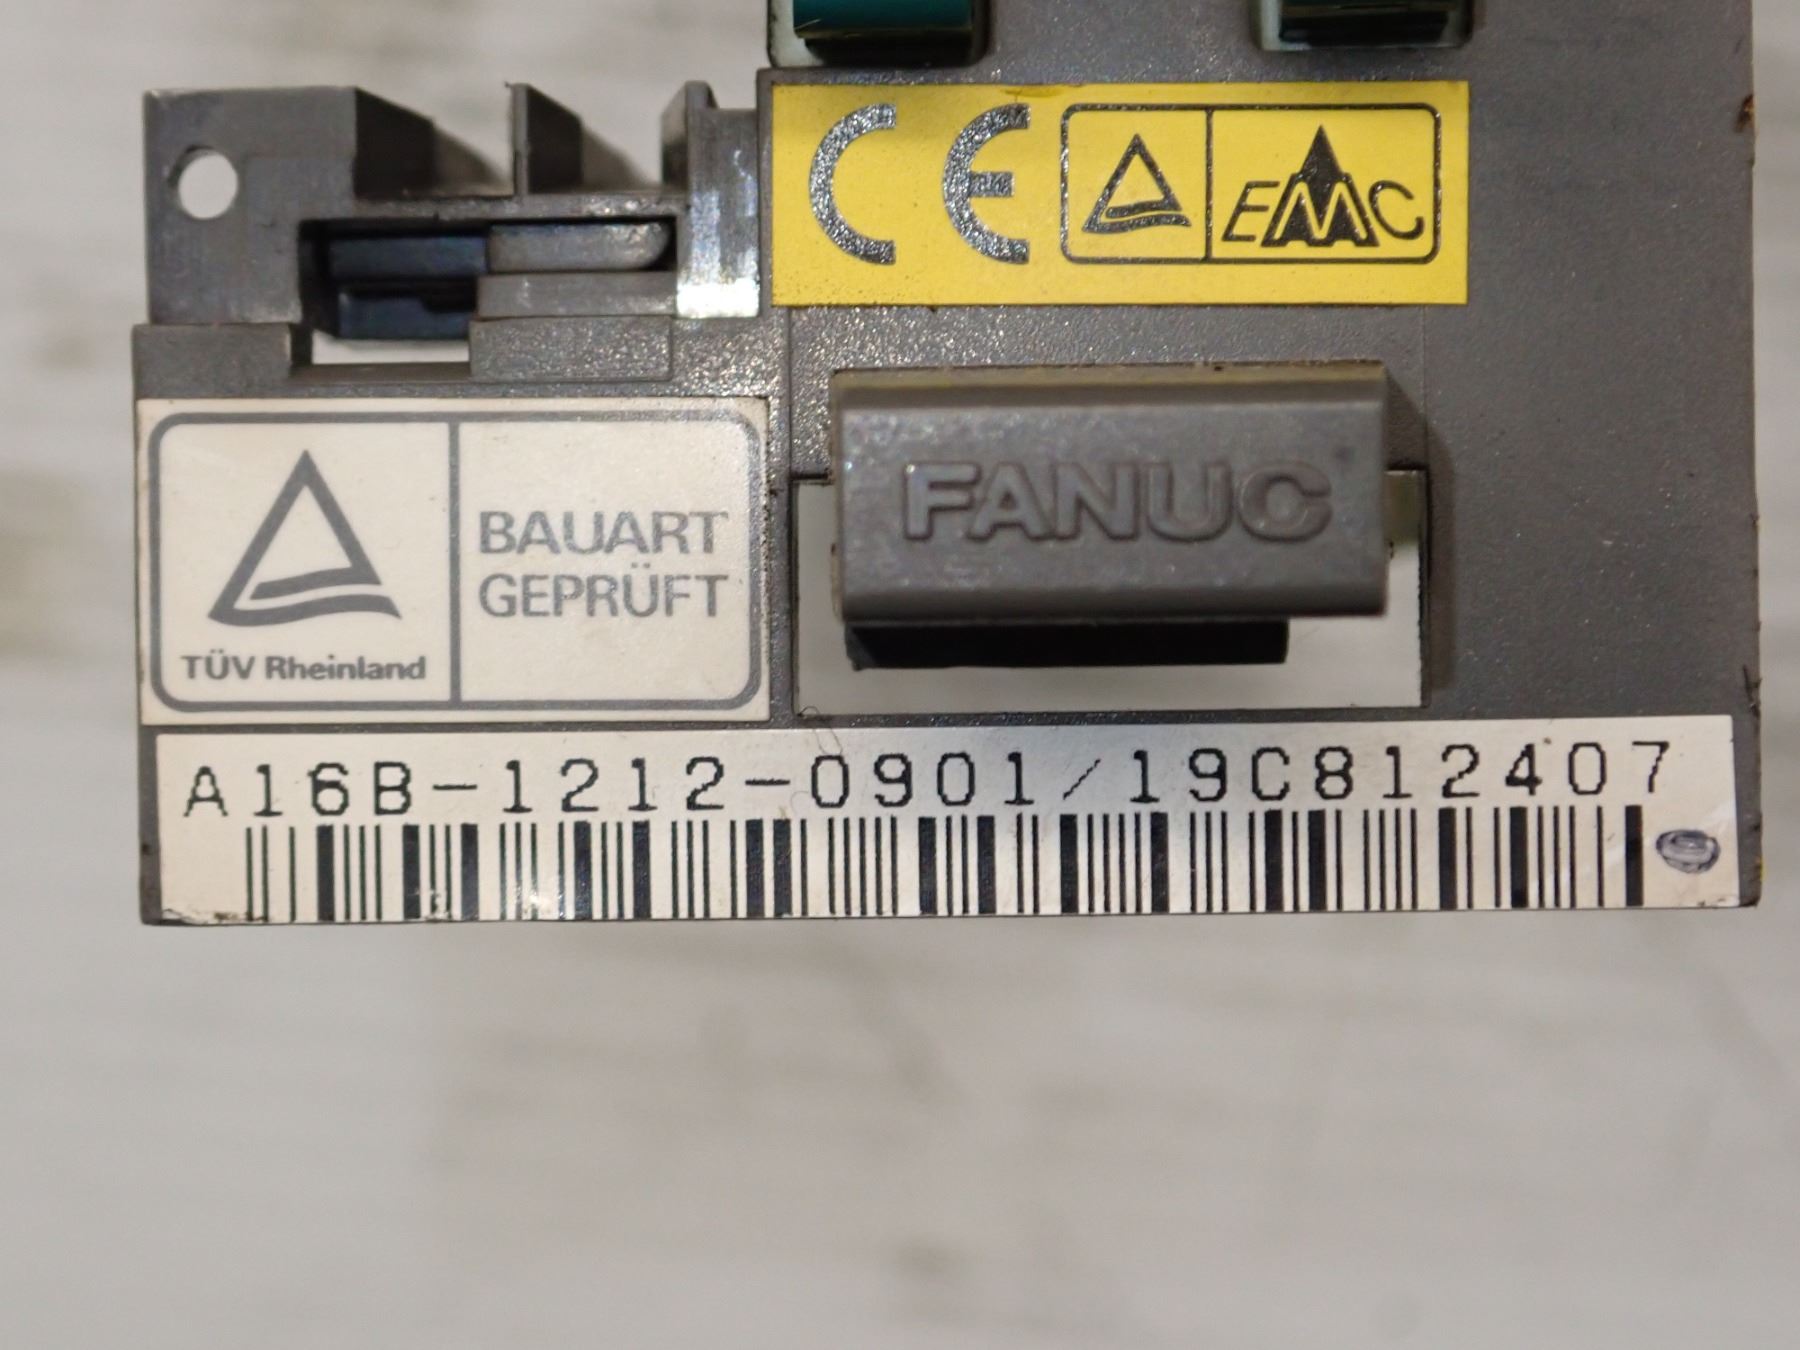 CE
EMC
FANUC
BAUART
GEPRÜFT
TÜV Rheinland
A16B-1212-0901/19C812407